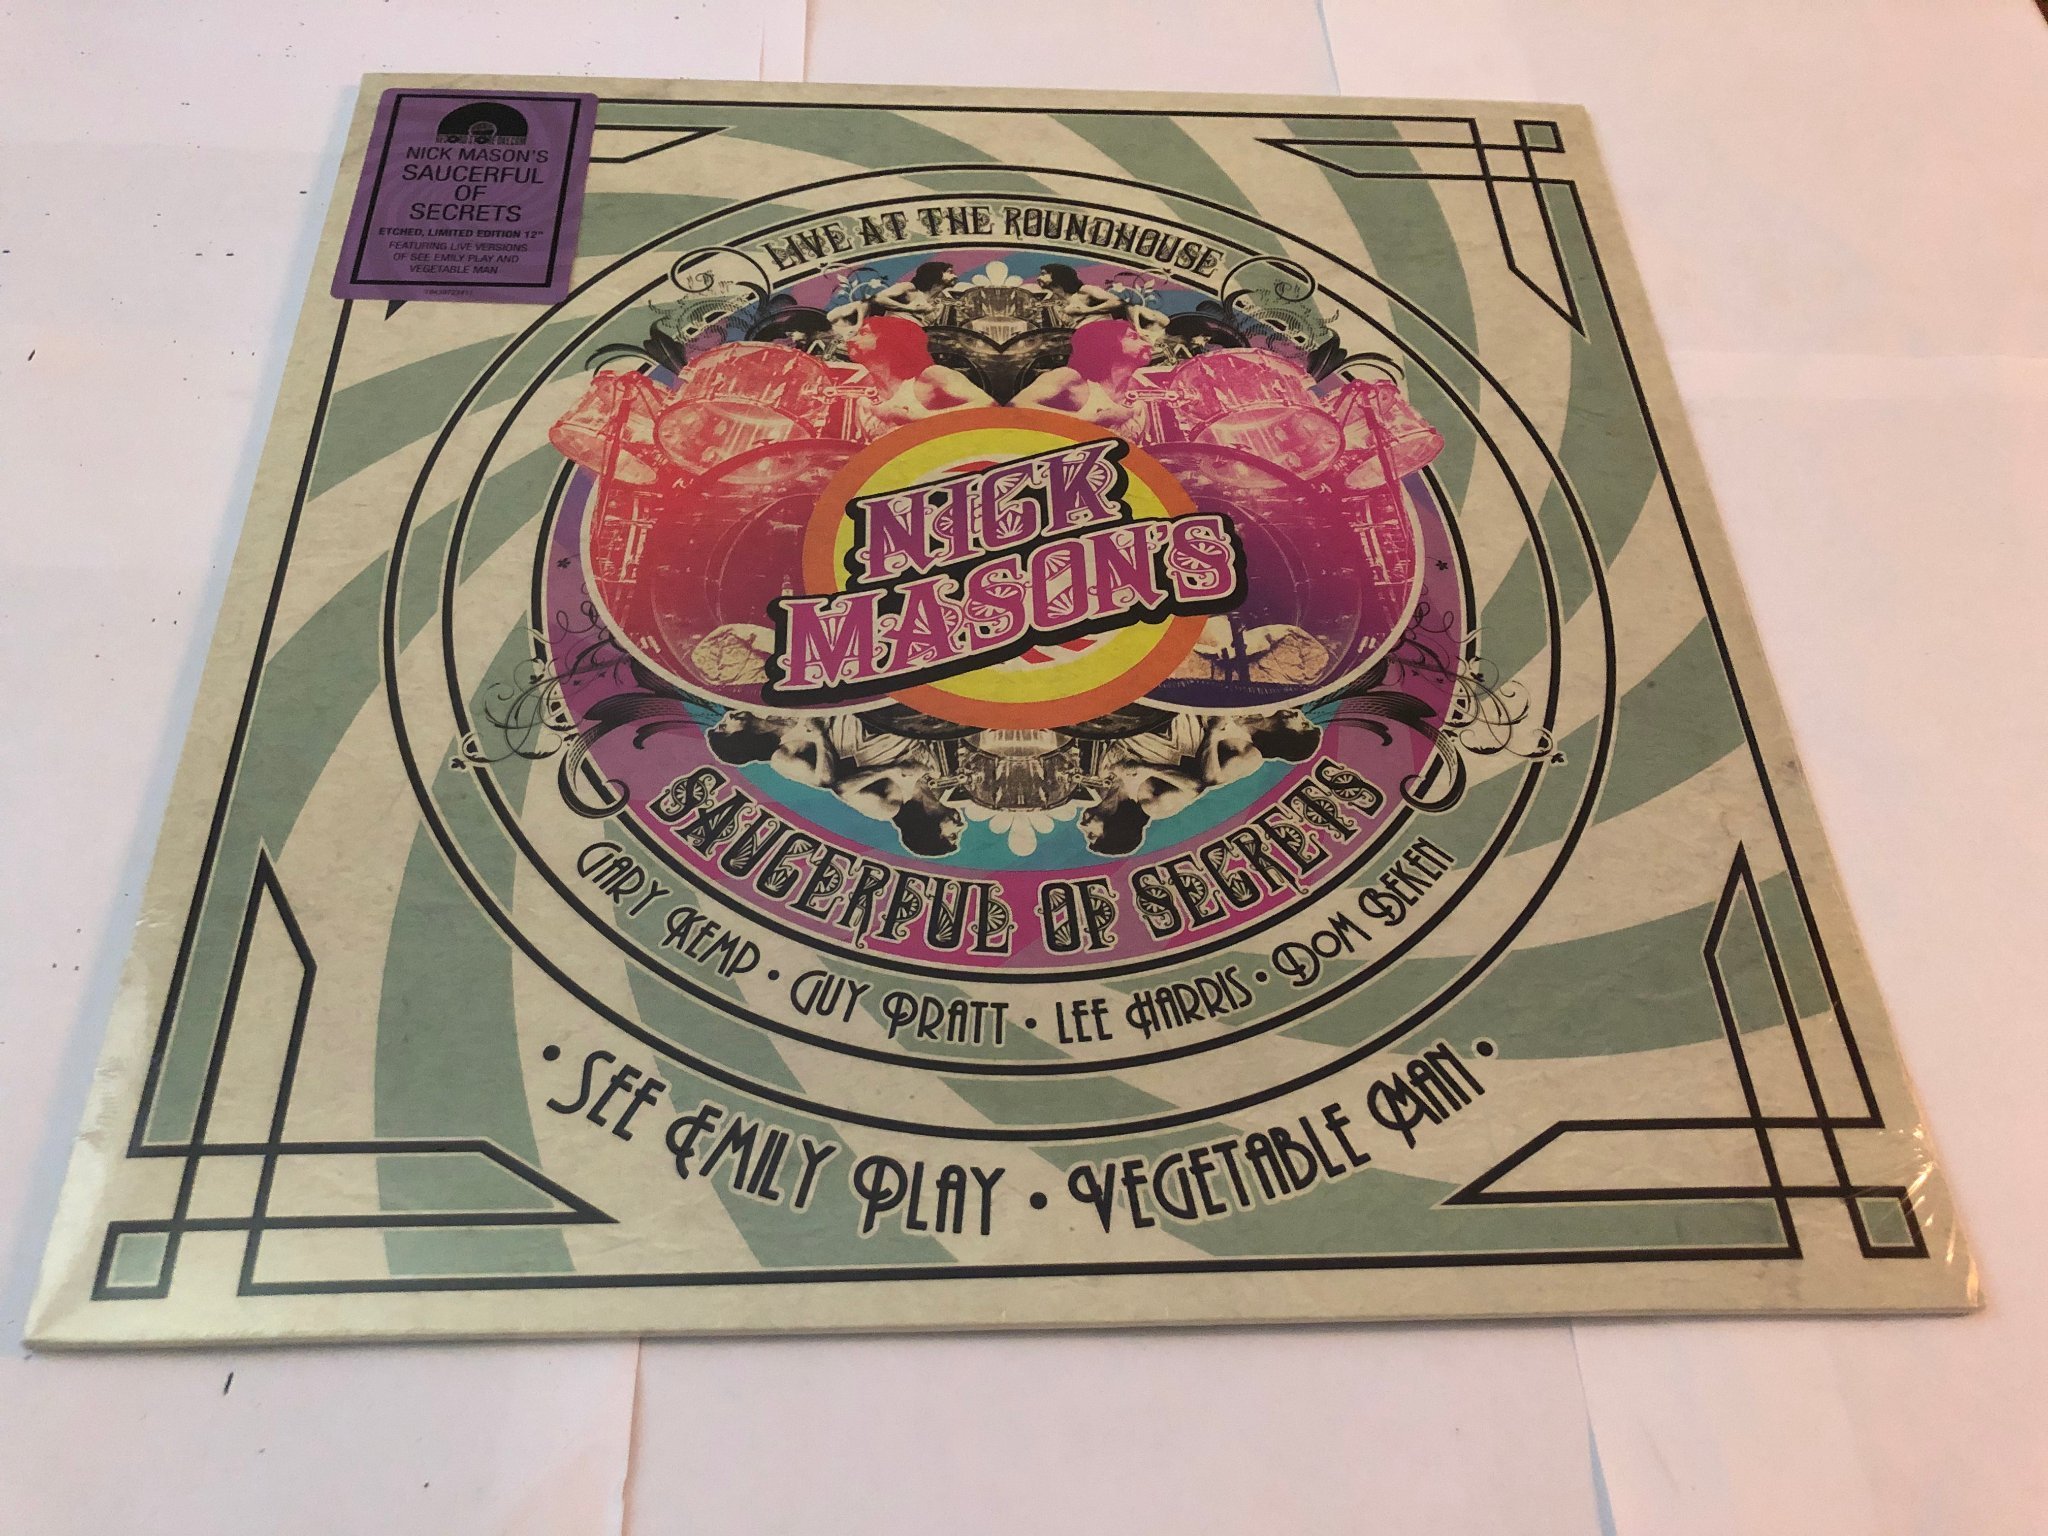 NICK MASON'S
SAUCERFUL
OF
SECRETS
ETCHED, LIMITED EDITION 12"
FEATURING LIVE VERSIONS
OF SEE EMILY PLAY AND
VEGETABLE MAN
LIVE AT THE ROUNDHOUSE
NICK
MASON'S
SAUCERFUL OF SECRETS
GARY KEMP • GUY PRATT • LEE HARRIS • DOM BEKEN
• SEE EMILY PLAY • VEGETABLE MAN •